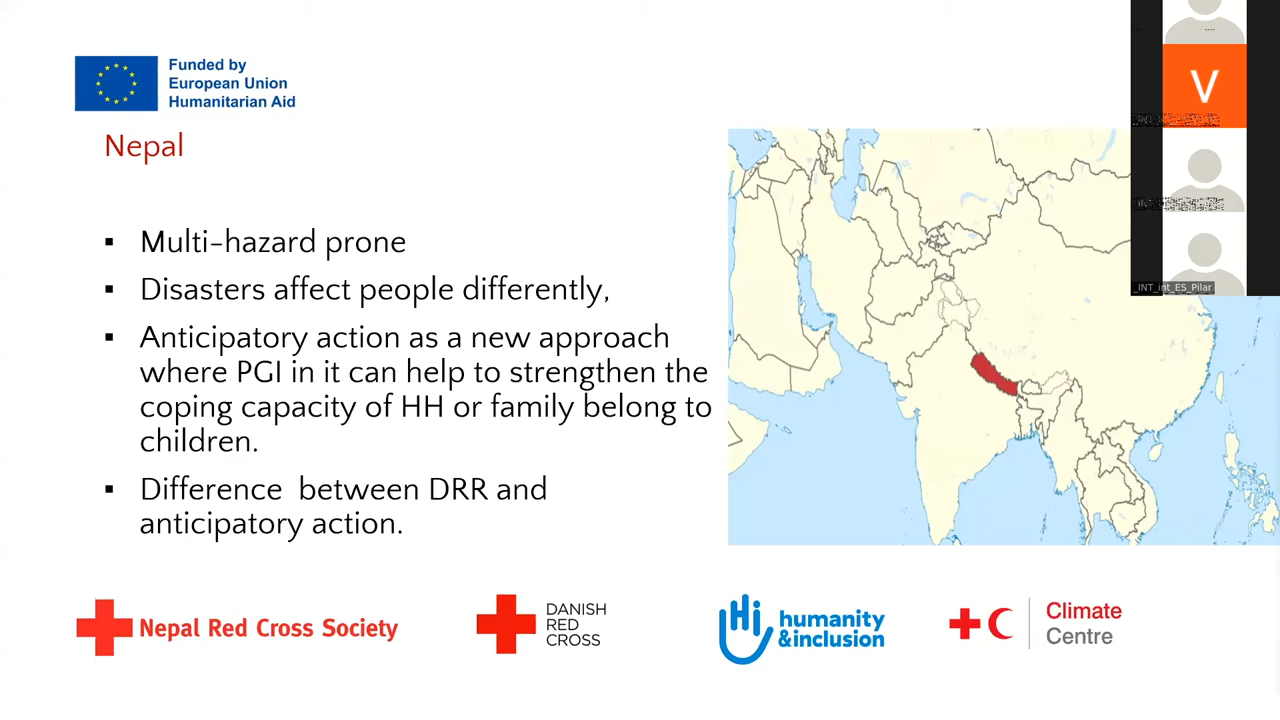 Funded by
European Union
Humanitarian Aid
Nepal
▪ Multi-hazard prone
▪ Disasters affect people differently,
▪ Anticipatory action as a new approach
where PGI in it can help to strengthen the
coping capacity of HH or family belong to
children.
▪ Difference between DRR and
anticipatory action.
Nepal Red Cross Society
DANISH
RED
CROSS
Hi
humanity
&inclusion
Climate
Centre
V
_INT_int_ES_Pilar